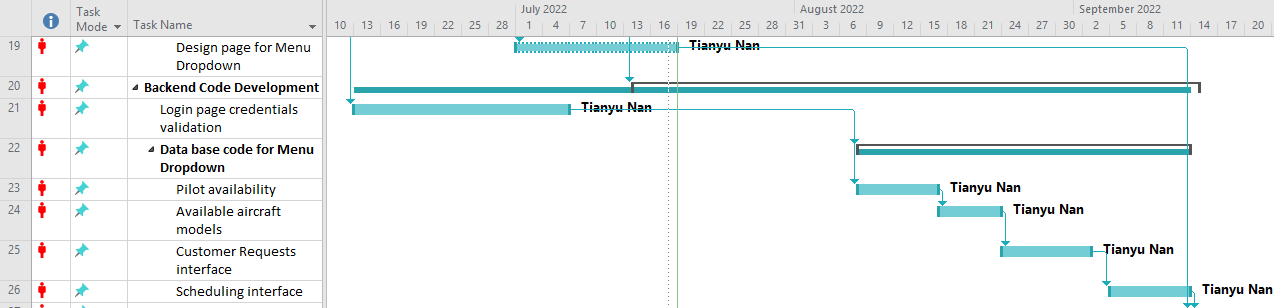 July 2022 August 2022 September 2022
Task Mode Task Name 10 13 16 19 22 25 28 1 4 7 10 13 16 19 22 25 28 31 3 6 9 12 15 18 21 24 27 30 2 5 8 11 14 17 20
19 Design page for Menu Tianyu Nan
Dropdown
20 Backend Code Development
21 Login page credentials Tianyu Nan
validation
22 Data base code for Menu
Dropdown
23 Pilot availability Tianyu Nan
24 Available aircraft Tianyu Nan
models
25 Customer Requests Tianyu Nan
interface
26 Scheduling interface Tianyu Nan